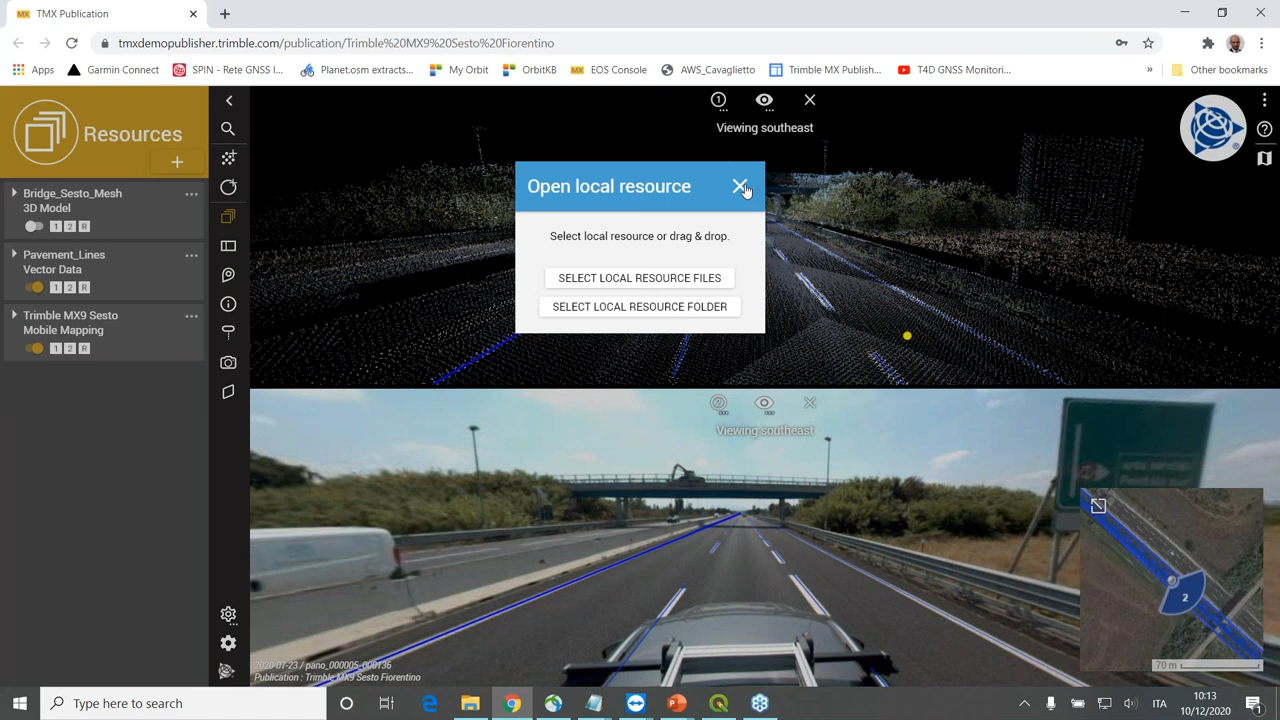 MX TMX Publication
tmxdemopublisher.trimble.com/publication/Trimble%20MX9%20Sesto%20Fiorentino
Apps
Garmin Connect
SPIN - Rete GNSS I...
Planet.osm extracts...
My Orbit
OrbitKB
MX EOS Console
AWS_Cavaglietto
Trimble MX Publish...
T4D GNSS Monitori...
»
Other bookmarks
Resources
+
Bridge_Sesto_Mesh
3D Model
1 2 R
Pavement_Lines
Vector Data
1 2 R
Trimble MX9 Sesto
Mobile Mapping
1 2 R
1
Viewing southeast
Open local resource
Select local resource or drag & drop.
SELECT LOCAL RESOURCE FILES
SELECT LOCAL RESOURCE FOLDER
Viewing southeast
2
70 m
2020-07-23 / pano_000005_000136
Publication : Trimble MX9 Sesto Fiorentino
Type here to search
ITA
10:13
10/12/2020
1